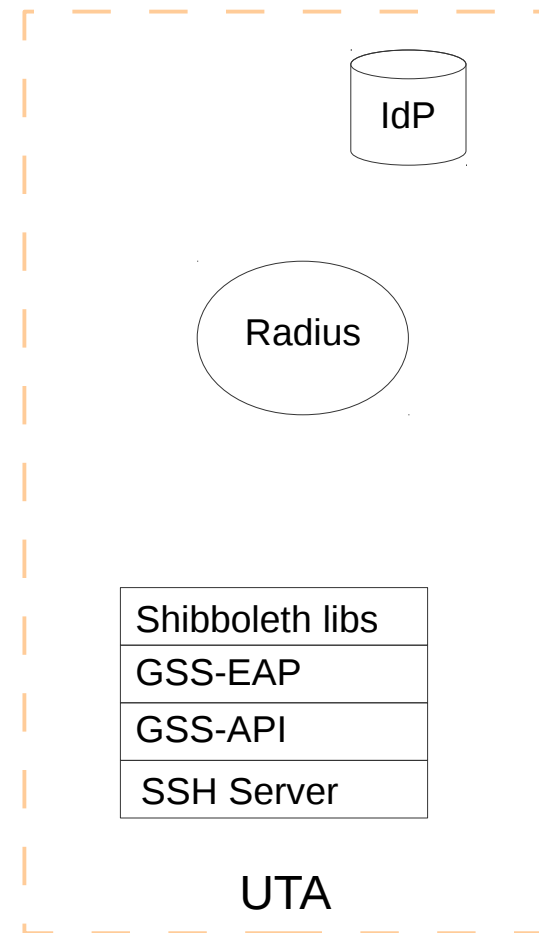 IdP
Radius
Shibboleth libs
GSS-EAP
GSS-API
SSH Server
UTA